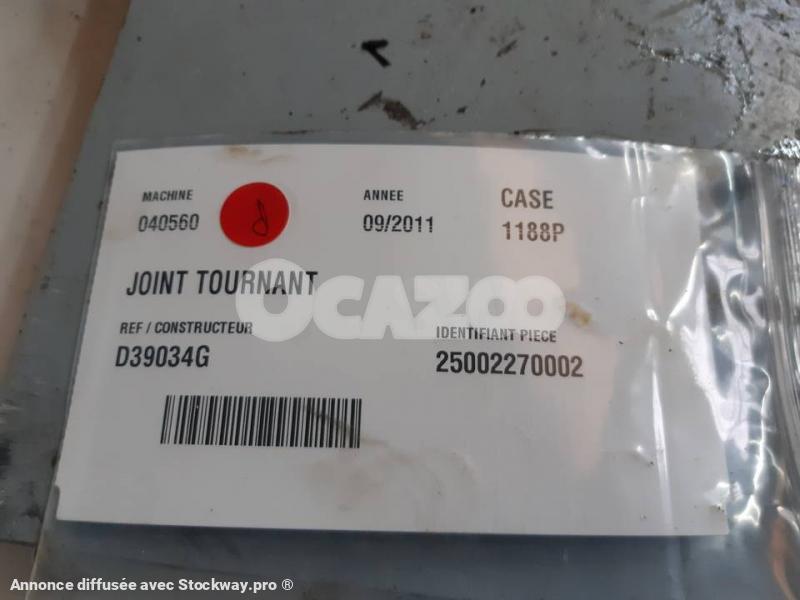 MACHINE
040560
ANNEE
09/2011
CASE
1188P
JOINT TOURNANT
OCAZOO
REF / CONSTRUCTEUR
D39034G
IDENTIFIANT PIECE
25002270002
Annonce diffusée avec Stockway.pro ®